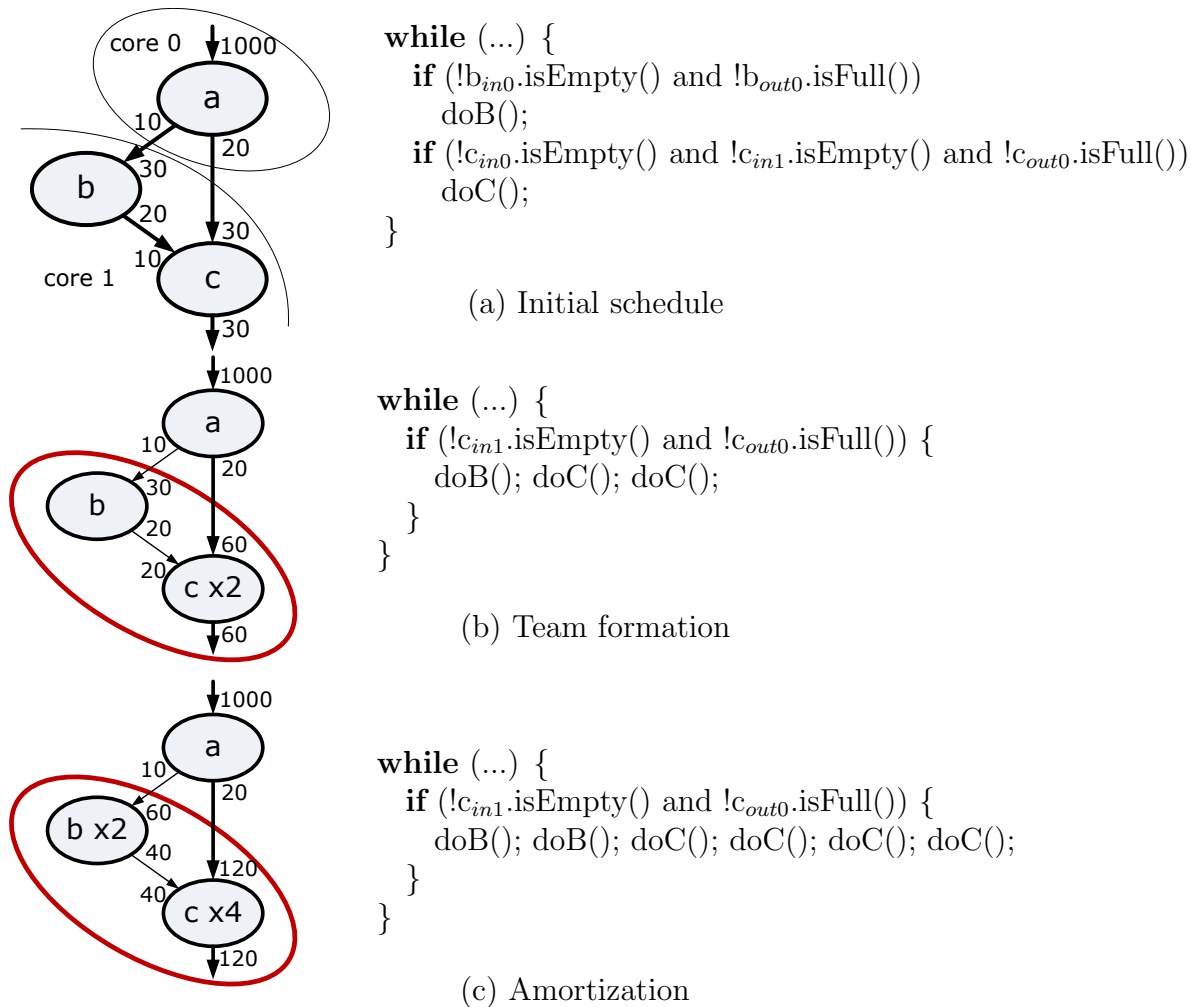 core 0
1000
a
10
20
30
b
20
30
10
core 1
c
30
while (...) {
if (!b_in0.isEmpty() and !b_out0.isFull())
doB();
if (!c_in0.isEmpty() and !c_in1.isEmpty() and !c_out0.isFull())
doC();
}
(a) Initial schedule
1000
a
10
20
30
b
20
60
20
c x2
60
while (...) {
if (!c_in1.isEmpty() and !c_out0.isFull()) {
doB(); doC(); doC();
}
}
(b) Team formation
1000
a
10
20
60
b x2
40
120
40
c x4
120
while (...) {
if (!c_in1.isEmpty() and !c_out0.isFull()) {
doB(); doB(); doC(); doC(); doC(); doC();
}
}
(c) Amortization